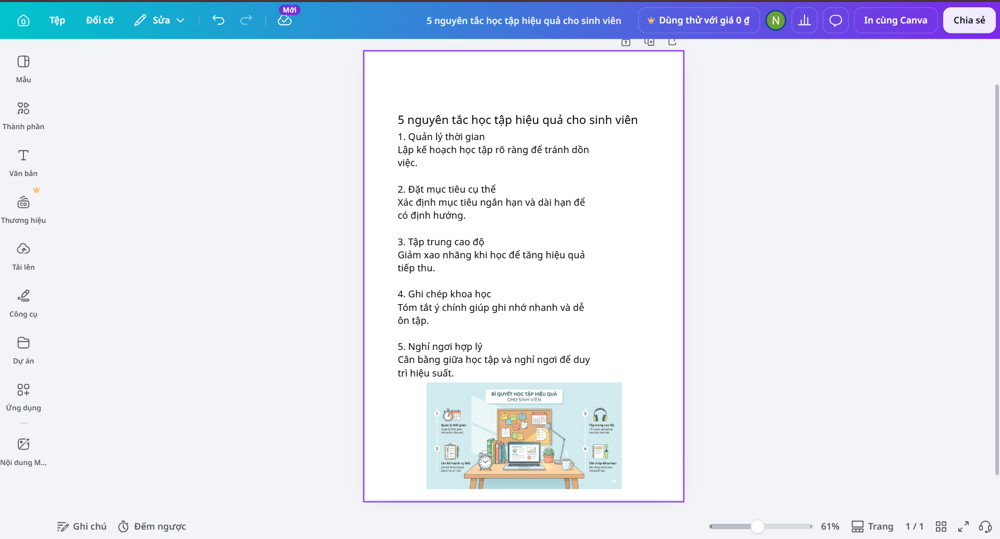 Mới
Tệp
Đổi cỡ
Sửa
5 nguyên tắc học tập hiệu quả cho sinh viên
Dùng thử với giá 0 ₫
N
In cùng Canva
Chia sẻ
Mẫu
Thành phần
Văn bản
CO
Thương hiệu
Tải lên
Công cụ
Dự án
Ứng dụng
Nội dung M...
5 nguyên tắc học tập hiệu quả cho sinh viên
1. Quản lý thời gian
Lập kế hoạch học tập rõ ràng để tránh dồn
việc.
2. Đặt mục tiêu cụ thể
Xác định mục tiêu ngắn hạn và dài hạn để
có định hướng.
3. Tập trung cao độ
Giảm xao nhãng khi học để tăng hiệu quả
tiếp thu.
4. Ghi chép khoa học
Tóm tắt ý chính giúp ghi nhớ nhanh và dễ
ôn tập.
5. Nghỉ ngơi hợp lý
Cân bằng giữa học tập và nghỉ ngơi để duy
trì hiệu suất.
BÍ QUYẾT HỌC TẬP HIỆU QUẢ
CHO SINH VIÊN
1
Quản lý thời gian:
Quản lý thời gian,
2
Lên kế hoạch cụ thể:
3
Tập trung cao độ:
4
Ghi chép khoa học:
Ghi chép khoa học,
Ghi chú
Đếm ngược
61%
Trang
1 / 1